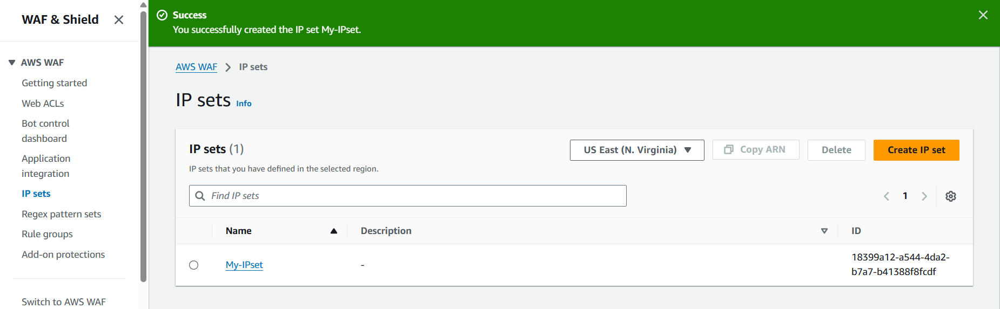 WAF & Shield
AWS WAF
Getting started
Web ACLs
Bot control
dashboard
Application
integration
IP sets
Regex pattern sets
Rule groups
Add-on protections
Switch to AWS WAF
Success
You successfully created the IP set My-IPset.
AWS WAF > IP sets
IP sets Info
IP sets (1)
IP sets that you have defined in the selected region.
US East (N. Virginia)
Copy ARN
Delete
Create IP set
Find IP sets
1
Name Description ID
My-IPset - 18399a12-a544-4da2-
b7a7-b41388f8fcdf